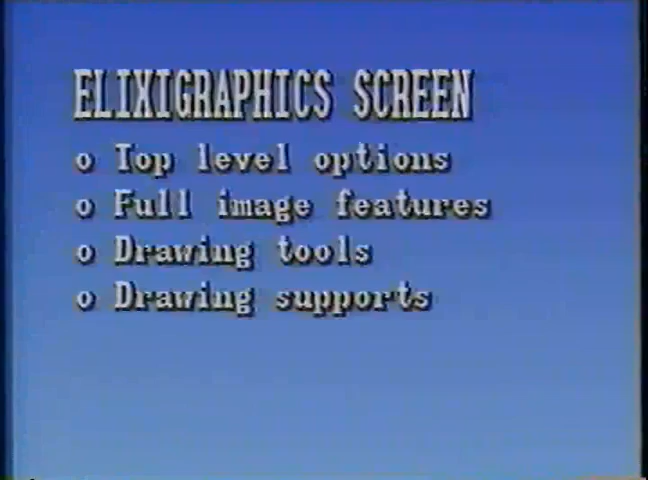 ELIXIGRAPHICS SCREEN
o Top level options
o Full image features
o Drawing tools
o Drawing supports